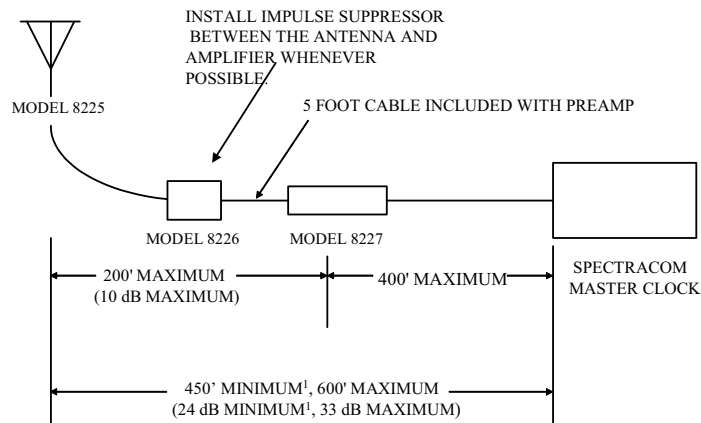 INSTALL IMPULSE SUPPRESSOR
BETWEEN THE ANTENNA AND
AMPLIFIER WHENEVER
POSSIBLE.
MODEL 8225
5 FOOT CABLE INCLUDED WITH PREAMP
MODEL 8226
MODEL 8227
200' MAXIMUM
(10 dB MAXIMUM)
400' MAXIMUM
SPECTRACOM
MASTER CLOCK
450’ MINIMUM¹, 600' MAXIMUM
(24 dB MINIMUM¹, 33 dB MAXIMUM)